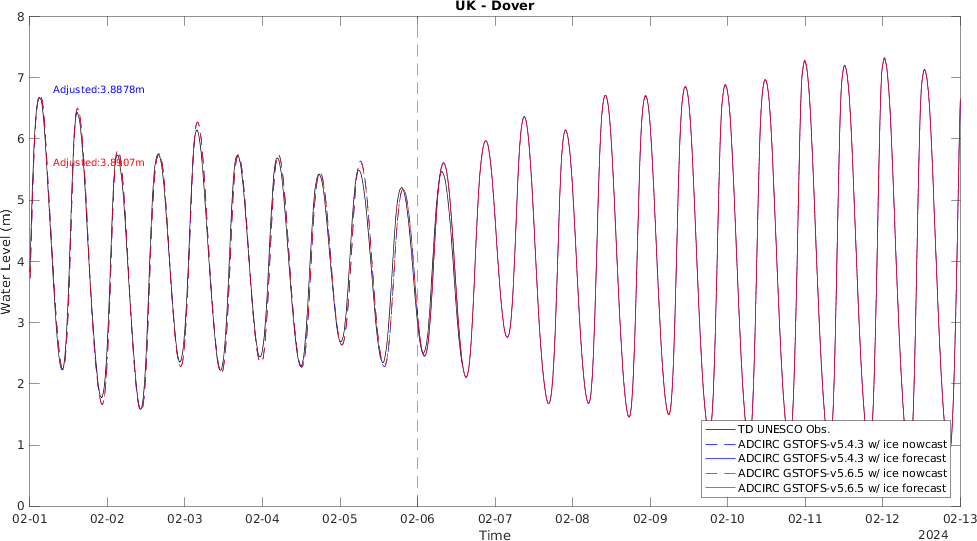 UK - Dover
8
7
6
5
4
3
2
1
0
Water Level (m)
Adjusted:3.8878m
Adjusted:3.8907m
TD UNESCO Obs.
ADCIRC GSTOFS-v5.4.3 w/ ice nowcast
ADCIRC GSTOFS-v5.4.3 w/ ice forecast
ADCIRC GSTOFS-v5.6.5 w/ ice nowcast
ADCIRC GSTOFS-v5.6.5 w/ ice forecast
02-01 02-02 02-03 02-04 02-05 02-06 02-07 02-08 02-09 02-10 02-11 02-12 02-13
Time
2024